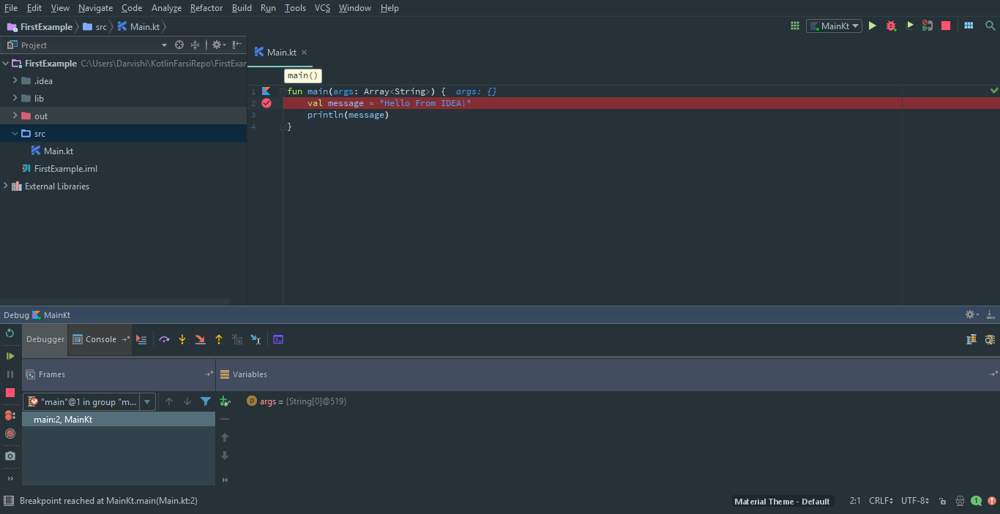 File Edit View Navigate Code Analyze Refactor Build Run Tools VCS Window Help
FirstExample src Main.kt
MainKt
Project
Main.kt
FirstExample C:\Users\Darvishi\KotlinFarsiRepo\FirstExar
.idea
lib
out
src
Main.kt
FirstExample.iml
External Libraries
main()
1 fun main(args: Array<String>) { args: {}
2 val message = "Hello From IDEA!"
3 println(message)
4 }
Debug MainKt
Debugger Console
Frames
Variables
"main"@1 in group "m...
args = {String[0]@519}
main:2, MainKt
Breakpoint reached at MainKt.main(Main.kt:2)
Material Theme - Default 2:1 CRLF UTF-8 1